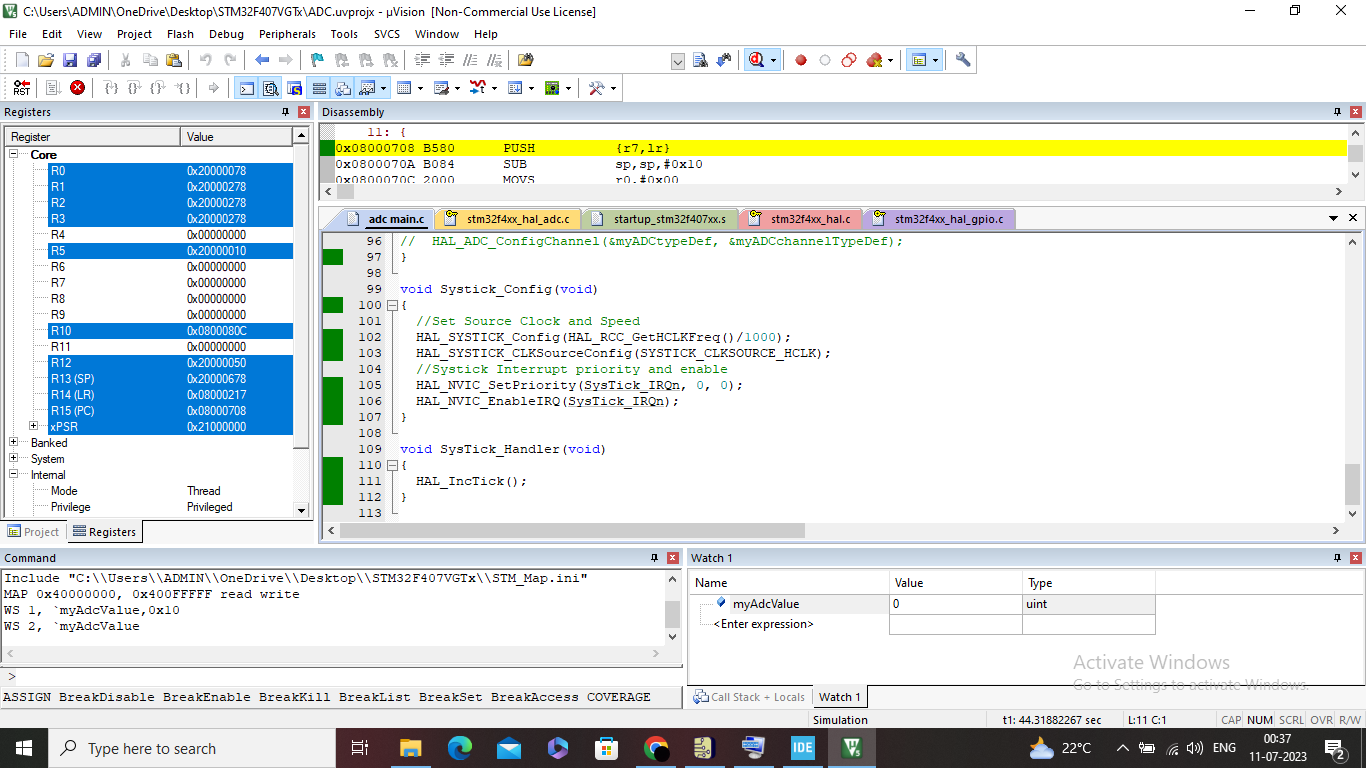 C:\Users\ADMIN\OneDrive\Desktop\STM32F407VGTx\ADC.uvprojx - µVision [Non-Commercial Use License]
File Edit View Project Flash Debug Peripherals Tools SVCS Window Help
RST
Registers
Register Value
Core
R0 0x20000078
R1 0x20000278
R2 0x20000278
R3 0x20000278
R4 0x00000000
R5 0x20000010
R6 0x00000000
R7 0x00000000
R8 0x00000000
R9 0x00000000
R10 0x0800080C
R11 0x00000000
R12 0x20000050
R13 (SP) 0x20000678
R14 (LR) 0x08000217
R15 (PC) 0x08000708
xPSR 0x21000000
Banked
System
Internal
Mode Thread
Privilege Privileged
Project Registers
Disassembly
11: {
0x08000708 B580 PUSH {r7,lr}
0x0800070A B084 SUB sp,sp,#0x10
0x0800070C 2000 MOVS r0,#0x00
adc main.c stm32f4xx_hal_adc.c startup_stm32f407xx.s stm32f4xx_hal.c stm32f4xx_hal_gpio.c
96 // HAL_ADC_ConfigChannel(&myADCtypeDef, &myADCchannelTypeDef);
97 }
98
99 void Systick_Config(void)
100 {
101 //Set Source Clock and Speed
102 HAL_SYSTICK_Config(HAL_RCC_GetHCLKFreq()/1000);
103 HAL_SYSTICK_CLKSourceConfig(SYSTICK_CLKSOURCE_HCLK);
104 //Systick Interrupt priority and enable
105 HAL_NVIC_SetPriority(SysTick_IRQn, 0, 0);
106 HAL_NVIC_EnableIRQ(SysTick_IRQn);
107 }
108
109 void SysTick_Handler(void)
110 {
111 HAL_IncTick();
112 }
113
Command
Include "C:\\Users\\ADMIN\\OneDrive\\Desktop\\STM32F407VGTx\\STM_Map.ini"
MAP 0x40000000, 0x400FFFFF read write
WS 1, `myAdcValue,0x10
WS 2, `myAdcValue
>
ASSIGN BreakDisable BreakEnable BreakKill BreakList BreakSet BreakAccess COVERAGE
Watch 1
Name Value Type
myAdcValue 0 uint
<Enter expression>
Activate Windows
Go to Settings to activate Windows.
Call Stack + Locals Watch 1
Simulation t1: 44.31882267 sec L:11 C:1 CAP NUM SCRL OVR R/W
Type here to search
IDE
22°C
ENG
00:37
11-07-2023
2